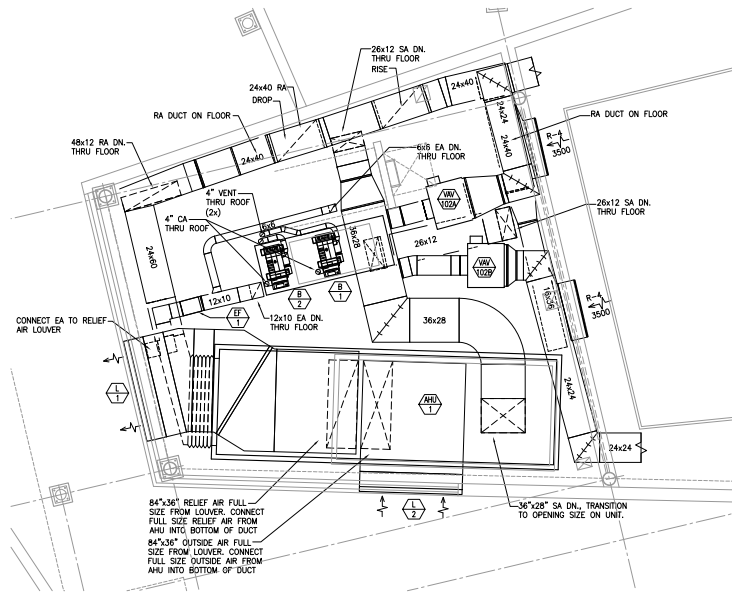 26x12 SA DN.
THRU FLOOR
RISE
24x40 RA
DROP
24x40
24x24
24x40
RA DUCT ON FLOOR
RA DUCT ON FLOOR
R-4
3500
48x12 RA DN.
THRU FLOOR
24x40
6x6 EA DN.
THRU FLOOR
4" VENT
THRU ROOF
(2x)
4" CA
THRU ROOF
6x6
VAV
102A
26x12 SA DN.
THRU FLOOR
24x60
36x28
26x12
VAV
102B
B
2
B
1
12x10
EF
1
12x10 EA DN.
THRU FLOOR
16x36
R-4
3500
CONNECT EA TO RELIEF
AIR LOUVER
36x28
L
1
AHU
1
24x24
24x24
84"x36" RELIEF AIR FULL
SIZE FROM LOUVER. CONNECT
FULL SIZE RELIEF AIR FROM
AHU INTO BOTTOM OF DUCT
84"x36" OUTSIDE AIR FULL
SIZE FROM LOUVER. CONNECT
FULL SIZE OUTSIDE AIR FROM
AHU INTO BOTTOM OF DUCT
L
2
36"x28" SA DN., TRANSITION
TO OPENING SIZE ON UNIT.